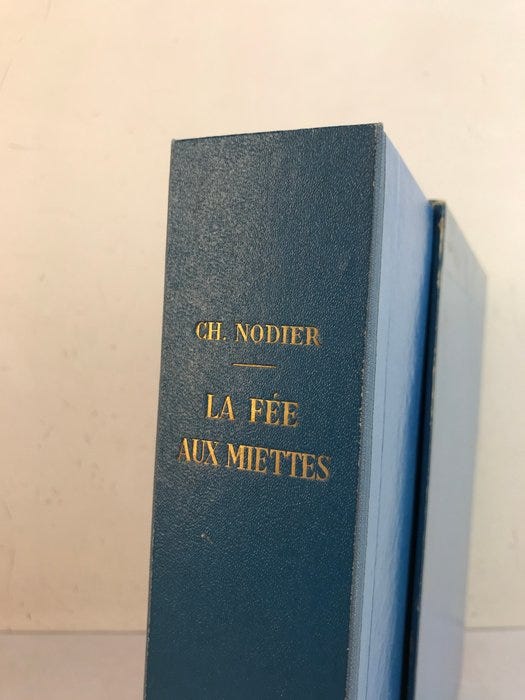 CH. NODIER
LA FÉE
AUX MIETTES